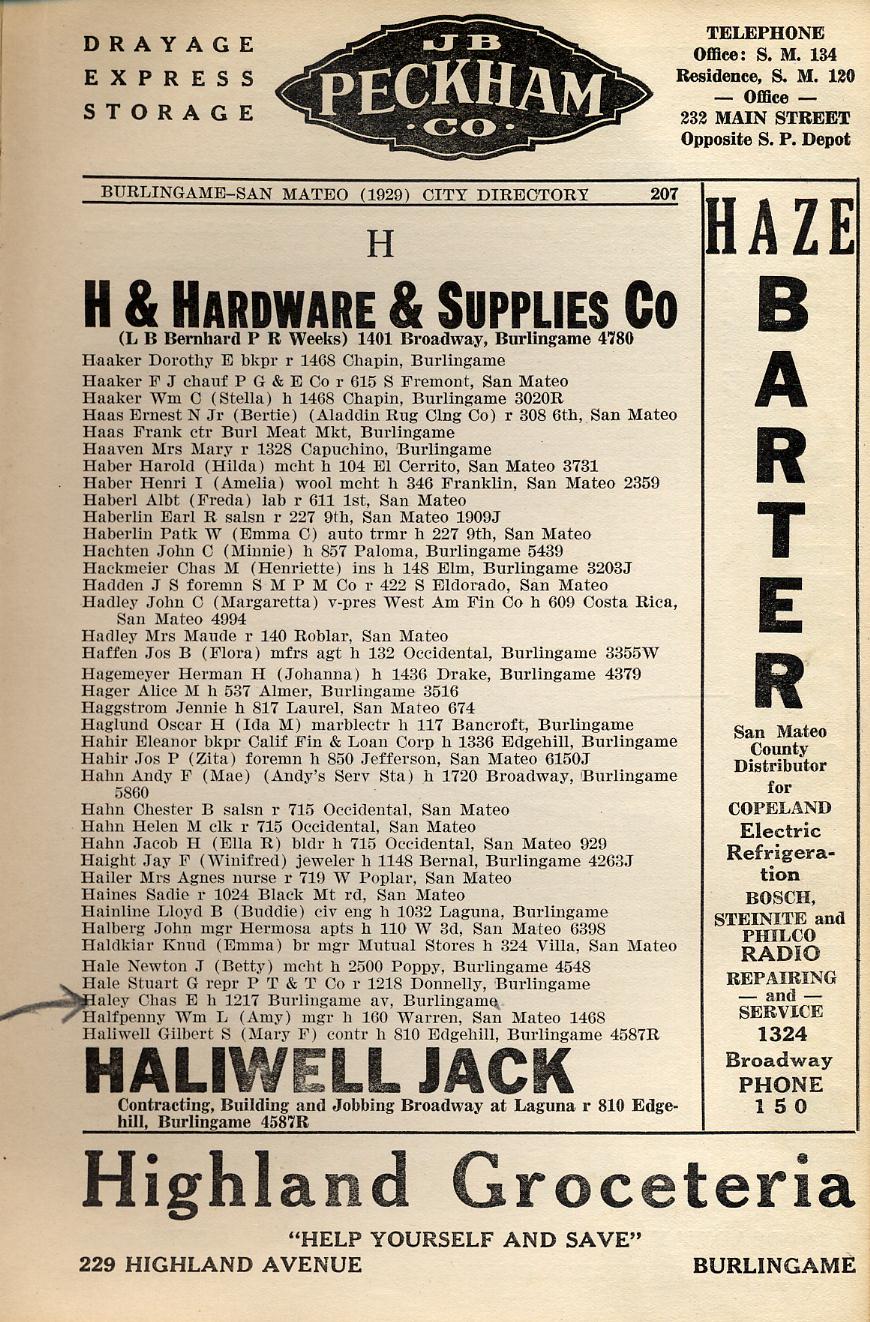 DRAYAGE
EXPRESS
STORAGE
JB
PECKHAM
·CO·
TELEPHONE
Office: S. M. 134
Residence, S. M. 120
— Office —
232 MAIN STREET
Opposite S. P. Depot
BURLINGAME–SAN MATEO (1929) CITY DIRECTORY 207
H
H & HARDWARE & SUPPLIES CO
(L B Bernhard P R Weeks) 1401 Broadway, Burlingame 4780
Haaker Dorothy E bkpr r 1468 Chapin, Burlingame
Haaker F J chauf P G & E Co r 615 S Fremont, San Mateo
Haaker Wm C (Stella) h 1468 Chapin, Burlingame 3020R
Haas Ernest N Jr (Bertie) (Aladdin Rug Clng Co) r 308 6th, San Mateo
Haas Frank ctr Burl Meat Mkt, Burlingame
Haaven Mrs Mary r 1328 Capuchino, Burlingame
Haber Harold (Hilda) mcht h 104 El Cerrito, San Mateo 3731
Haber Henri I (Amelia) wool mcht h 346 Franklin, San Mateo 2359
Haberl Albt (Freda) lab r 611 1st, San Mateo
Haberlin Earl R salsn r 227 9th, San Mateo 1909J
Haberlin Patk W (Emma C) auto trmr h 227 9th, San Mateo
Hachten John C (Minnie) h 857 Paloma, Burlingame 5439
Hackmeier Chas M (Henriette) ins h 148 Elm, Burlingame 3203J
Hadden J S foremn S M P M Co r 422 S Eldorado, San Mateo
Hadley John C (Margaretta) v-pres West Am Fin Co h 609 Costa Rica,
San Mateo 4994
Hadley Mrs Maude r 140 Roblar, San Mateo
Haffen Jos B (Flora) mfrs agt h 132 Occidental, Burlingame 3355W
Hagemeyer Herman H (Johanna) h 1436 Drake, Burlingame 4379
Hager Alice M h 537 Almer, Burlingame 3516
Haggstrom Jennie h 817 Laurel, San Mateo 674
Haglund Oscar H (Ida M) marblectr h 117 Bancroft, Burlingame
Hahir Eleanor bkpr Calif Fin & Loan Corp h 1336 Edgehill, Burlingame
Hahir Jos P (Zita) foremn h 850 Jefferson, San Mateo 6150J
Hahn Andy F (Mae) (Andy's Serv Sta) h 1720 Broadway, Burlingame
5860
Hahn Chester B salsn r 715 Occidental, San Mateo
Hahn Helen M clk r 715 Occidental, San Mateo
Hahn Jacob H (Ella R) bldr h 715 Occidental, San Mateo 929
Haight Jay F (Winifred) jeweler h 1148 Bernal, Burlingame 4263J
Hailer Mrs Agnes nurse r 719 W Poplar, San Mateo
Haines Sadie r 1024 Black Mt rd, San Mateo
Hainline Lloyd B (Buddie) civ eng h 1032 Laguna, Burlingame
Halberg John mgr Hermosa apts h 110 W 3d, San Mateo 6398
Haldkiar Knud (Emma) br mgr Mutual Stores h 324 Villa, San Mateo
Hale Newton J (Betty) mcht h 2500 Poppy, Burlingame 4548
Hale Stuart G repr P T & T Co r 1218 Donnelly, Burlingame
Haley Chas E h 1217 Burlingame av, Burlingame
Halfpenny Wm L (Amy) mgr h 160 Warren, San Mateo 1468
Haliwell Gilbert S (Mary F) contr h 810 Edgehill, Burlingame 4587R
HALIWELL JACK
Contracting, Building and Jobbing Broadway at Laguna r 810 Edge-
hill, Burlingame 4587R
HAZE
B
A
R
T
E
R
San Mateo
County
Distributor
for
COPELAND
Electric
Refrigera-
tion
BOSCH,
STEINITE and
PHILCO
RADIO
REPAIRING
— and —
SERVICE
1324
Broadway
PHONE
150
Highland Groceteria
"HELP YOURSELF AND SAVE"
229 HIGHLAND AVENUE BURLINGAME